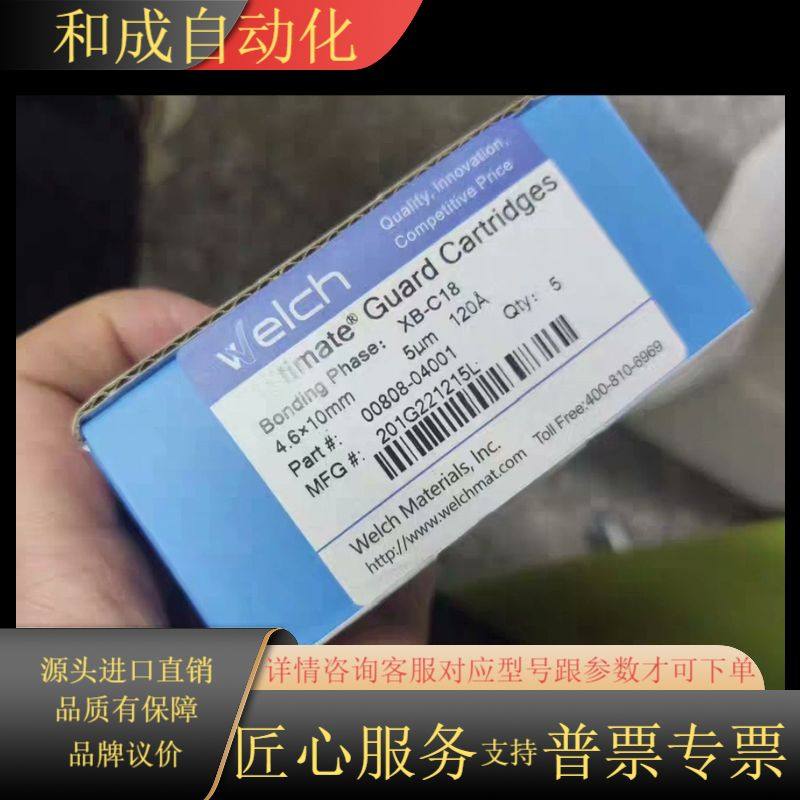 和成自动化
Welch
Quality, Innovation,
Competitive Price
timate® Guard Cartridges
Bonding Phase: XB-C18
4.6×10mm 5μm 120Å Qty: 5
Part #: 00808-04001
MFG #: 201G221215L
Welch Materials, Inc.
http://www.welchmat.com Toll Free:400-810-6969
源头进口直销
品质有保障
品牌议价
详情咨询客服对应型号跟参数才可下单
匠心服务支持普票专票